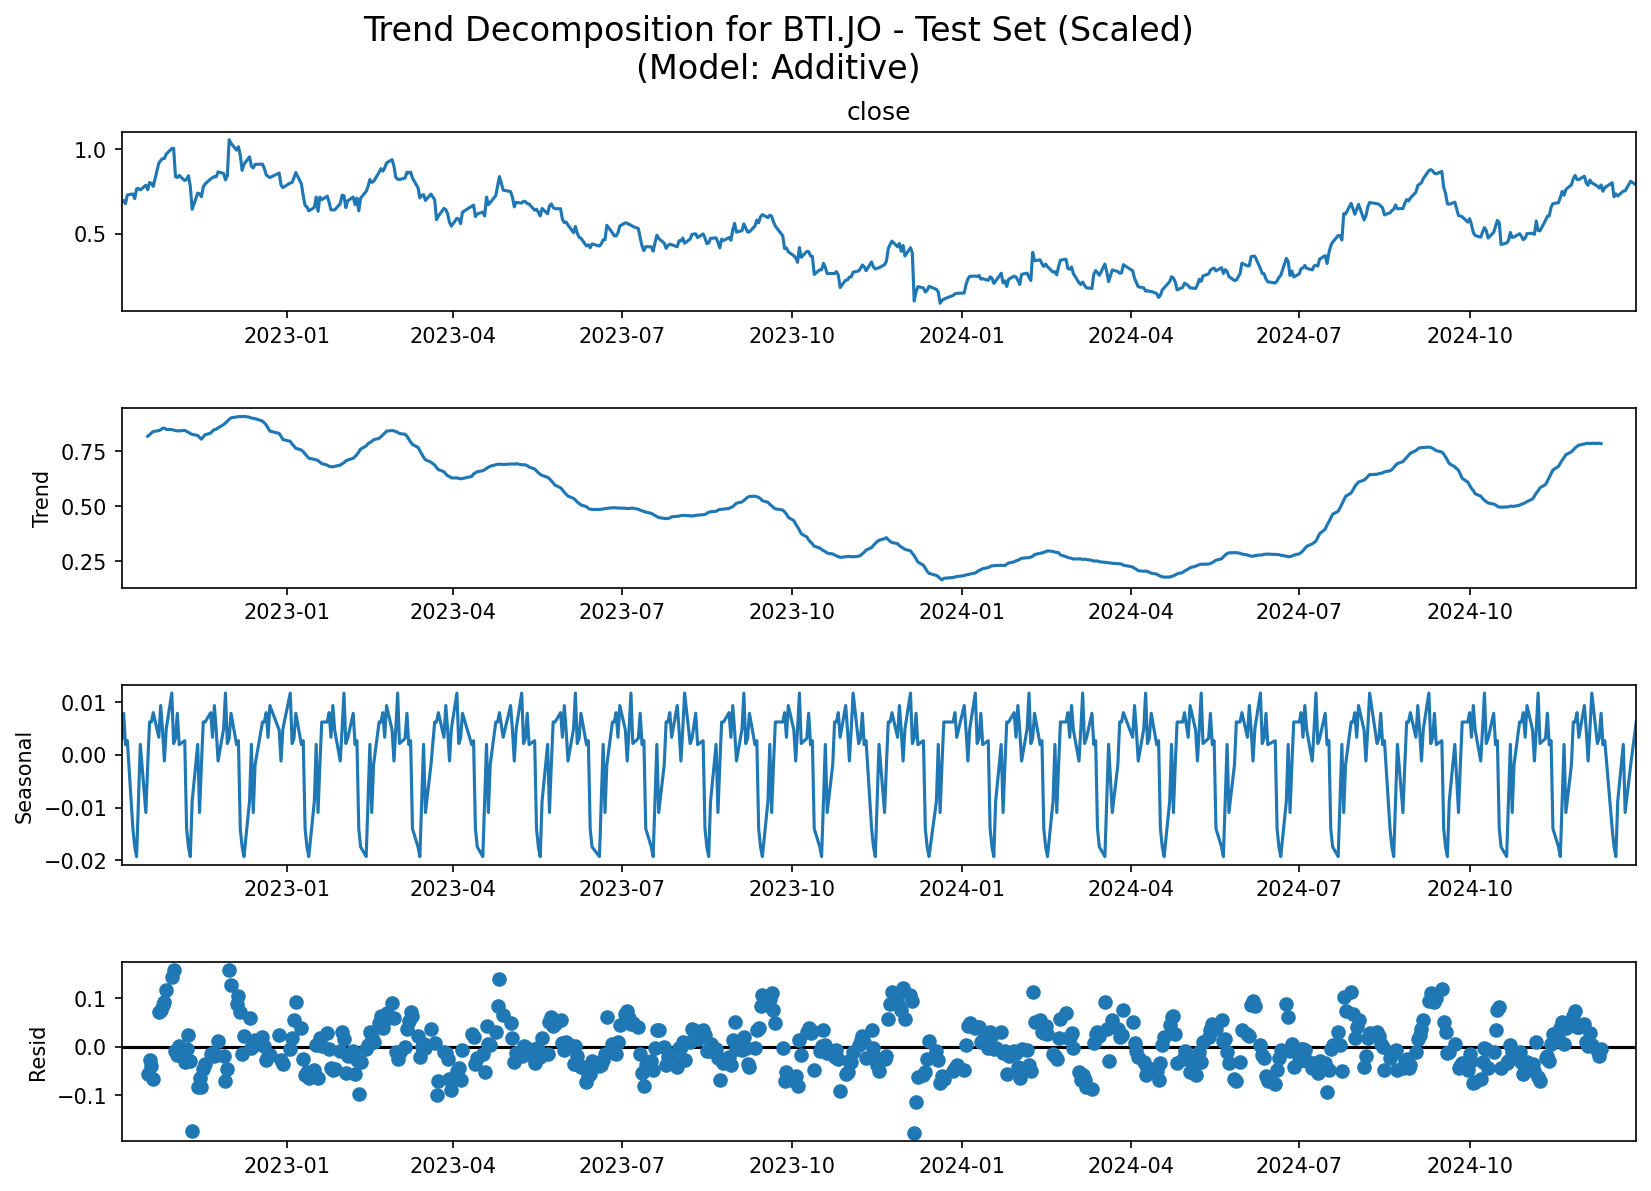 Trend Decomposition for BTI.JO - Test Set (Scaled)
(Model: Additive)
close
1.0
0.5
2023-01 2023-04 2023-07 2023-10 2024-01 2024-04 2024-07 2024-10
Trend
0.75
0.50
0.25
2023-01 2023-04 2023-07 2023-10 2024-01 2024-04 2024-07 2024-10
Seasonal
0.01
0.00
−0.01
−0.02
2023-01 2023-04 2023-07 2023-10 2024-01 2024-04 2024-07 2024-10
Resid
0.1
0.0
−0.1
2023-01 2023-04 2023-07 2023-10 2024-01 2024-04 2024-07 2024-10